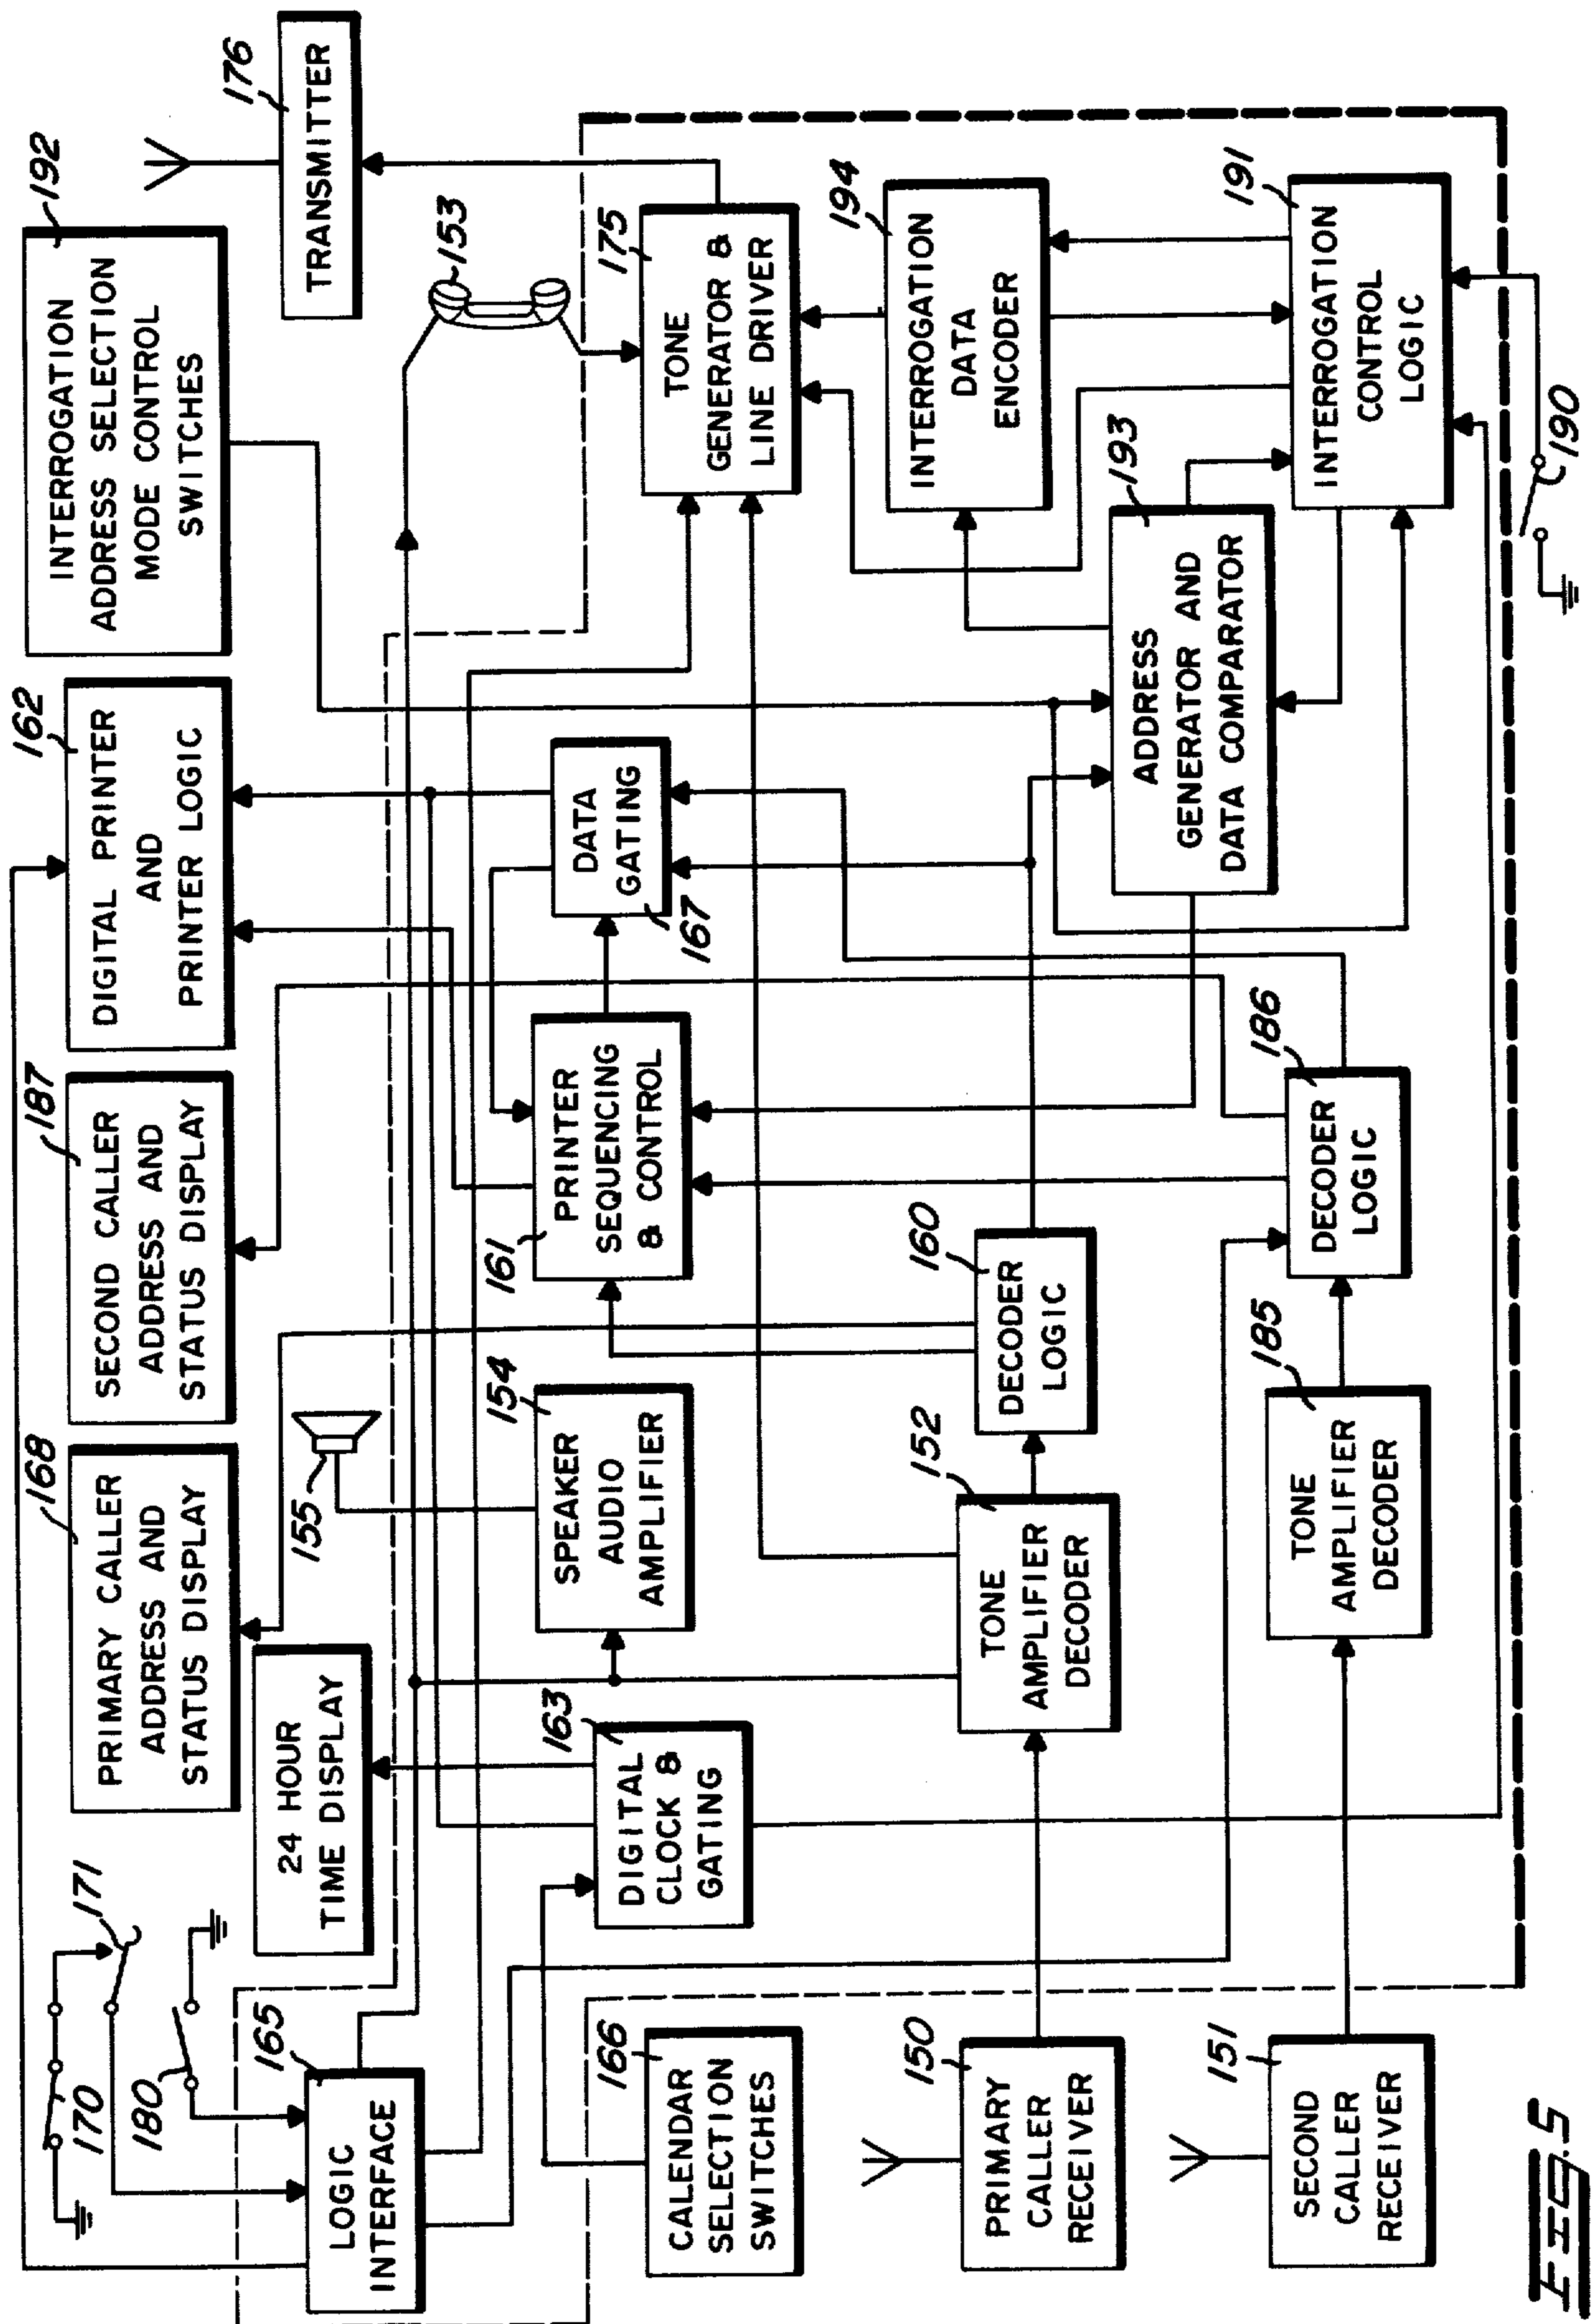 168
PRIMARY CALLER
ADDRESS AND
STATUS DISPLAY
187
SECOND CALLER
ADDRESS AND
STATUS DISPLAY
162
DIGITAL PRINTER
AND
PRINTER LOGIC
192
INTERROGATION
ADDRESS SELECTION
MODE CONTROL
SWITCHES
176
TRANSMITTER
170
171
180
24 HOUR
TIME DISPLAY
155
153
165
LOGIC
INTERFACE
163
DIGITAL
CLOCK &
GATING
154
SPEAKER
AUDIO
AMPLIFIER
161
PRINTER
SEQUENCING
& CONTROL
DATA
GATING
167
175
TONE
GENERATOR &
LINE DRIVER
166
CALENDAR
SELECTION
SWITCHES
150
PRIMARY
CALLER
RECEIVER
152
TONE
AMPLIFIER
DECODER
160
DECODER
LOGIC
193
ADDRESS
GENERATOR AND
DATA COMPARATOR
194
INTERROGATION
DATA
ENCODER
151
SECOND
CALLER
RECEIVER
185
TONE
AMPLIFIER
DECODER
186
DECODER
LOGIC
191
INTERROGATION
CONTROL
LOGIC
190
FIG. 5